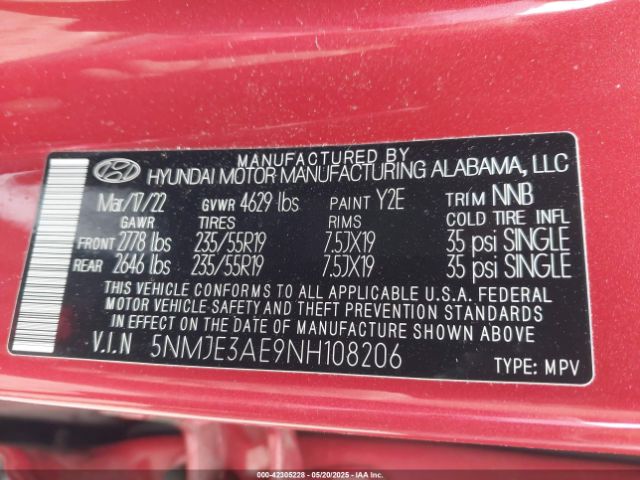 MANUFACTURED BY
HYUNDAI MOTOR MANUFACTURING ALABAMA, LLC
Mar/17/22 GVWR 4629 lbs PAINT Y2E TRIM NNB
GAWR TIRES RIMS COLD TIRE INFL
FRONT 2778 lbs 235/55R19 7.5JX19 35 psi SINGLE
REAR 2646 lbs 235/55R19 7.5JX19 35 psi SINGLE
THIS VEHICLE CONFORMS TO ALL APPLICABLE U.S.A. FEDERAL
MOTOR VEHICLE SAFETY AND THEFT PREVENTION
STANDARDS IN EFFECT ON THE DATE OF
MANUFACTURE SHOWN ABOVE
V.I.N 5NMJE3AE9NH108206
TYPE: MPV
000-42305228 — 05/20/2025 — IAAI.COM